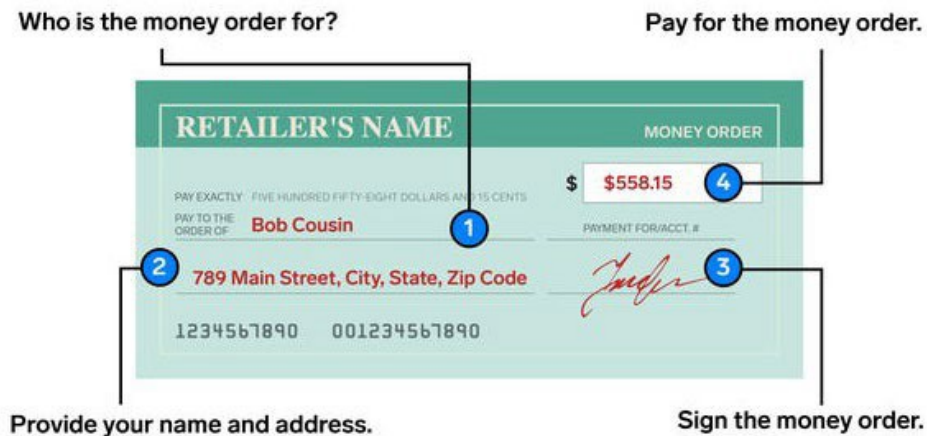 Who is the money order for?
Pay for the money order.
RETAILER'S NAME
MONEY ORDER
$ $558.15 4
PAY EXACTLY FIVE HUNDRED FIFTY-EIGHT DOLLARS AND 15 CENTS
PAY TO THE
ORDER OF Bob Cousin 1
PAYMENT FOR/ACCT. #
2 789 Main Street, City, State, Zip Code
3
1234567890 001234567890
Provide your name and address.
Sign the money order.